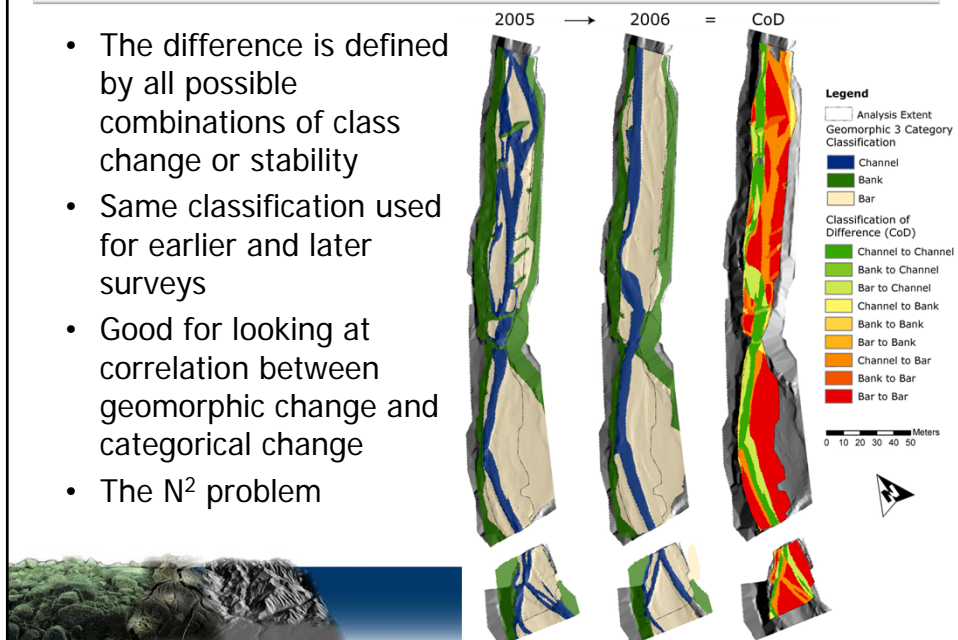 • The difference is defined
by all possible
combinations of class
change or stability
• Same classification used
for earlier and later
surveys
• Good for looking at
correlation between
geomorphic change and
categorical change
• The N² problem
2005 → 2006 = CoD
Legend
Analysis Extent
Geomorphic 3 Category
Classification
Channel
Bank
Bar
Classification of
Difference (CoD)
Channel to Channel
Bank to Channel
Bar to Channel
Channel to Bank
Bank to Bank
Bar to Bank
Channel to Bar
Bank to Bar
Bar to Bar
Meters
0 10 20 30 40 50
N